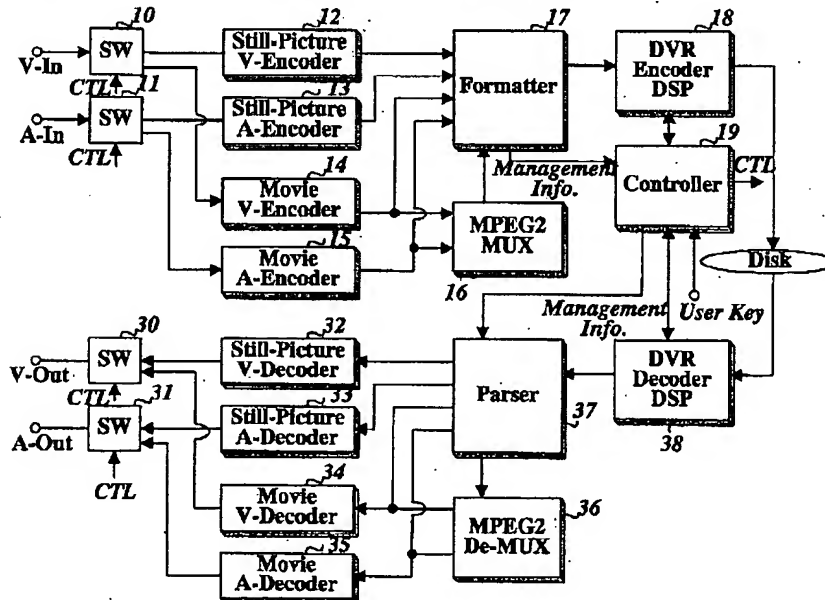 10
SW
V-In
CTL
11
SW
A-In
CTL
12
Still-Picture
V-Encoder
13
Still-Picture
A-Encoder
14
Movie
V-Encoder
15
Movie
A-Encoder
17
Formatter
Management
Info.
MPEG2
MUX
16
18
DVR
Encoder
DSP
19
Controller
CTL
Disk
User Key
Management
Info.
30
SW
V-Out
CTL
31
SW
A-Out
CTL
32
Still-Picture
V-Decoder
33
Still-Picture
A-Decoder
34
Movie
V-Decoder
35
Movie
A-Decoder
Parser
37
DVR
Decoder
DSP
38
36
MPEG2
De-MUX